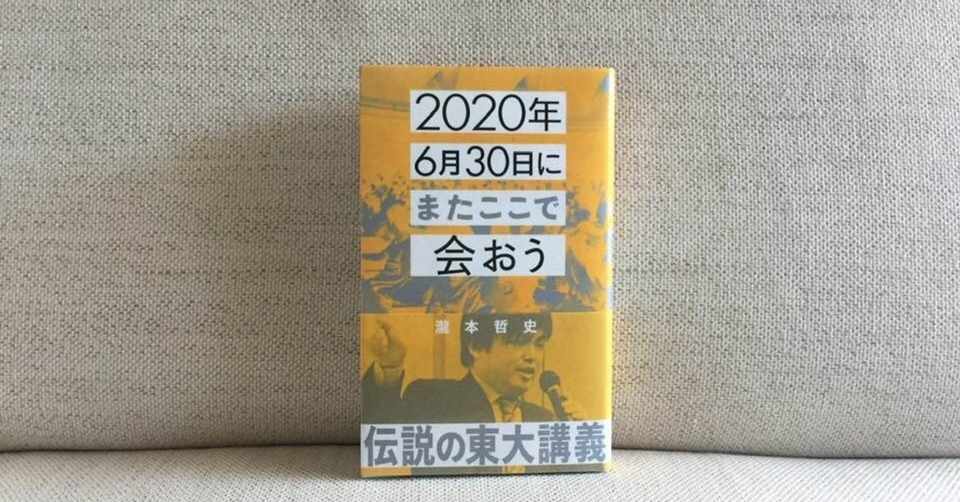 2020年
6月30日に
またここで
会おう
瀧本哲史
伝説の東大講義